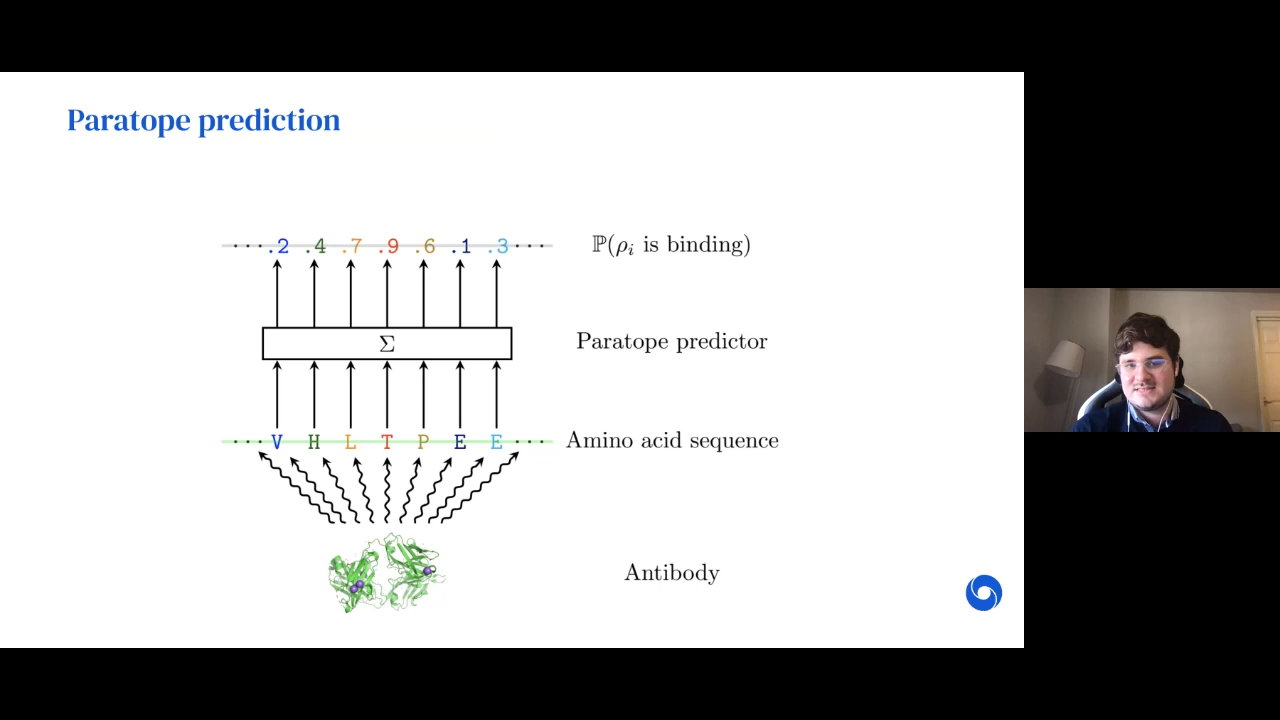 Paratope prediction
··· .2 .4 .7 .9 .6 .1 .3 ··· ℙ(ρᵢ is binding)
Σ Paratope predictor
··· V H L T P E E ··· Amino acid sequence
Antibody